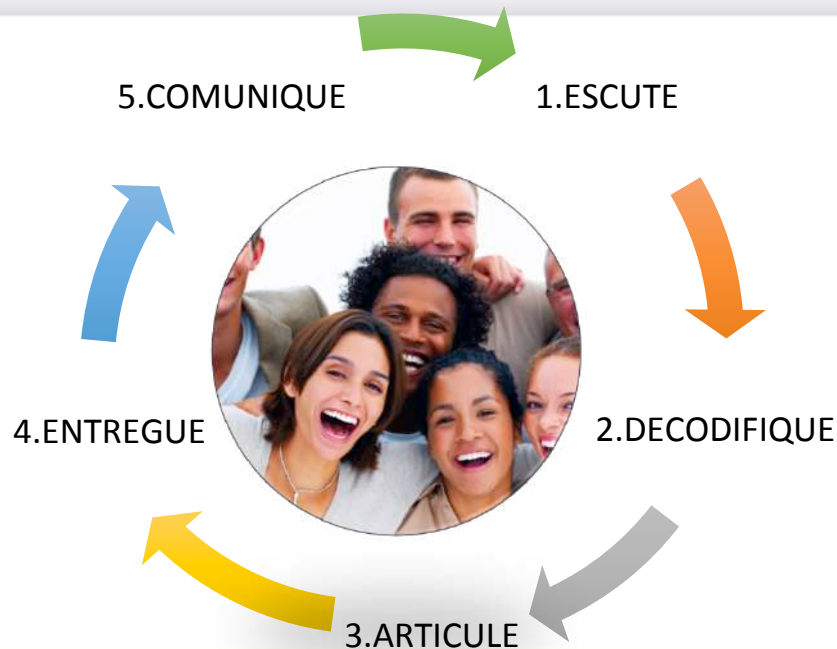 5.COMUNIQUE
1.ESCUTE
4.ENTREGUE
2.DECODIFIQUE
3.ARTICULE